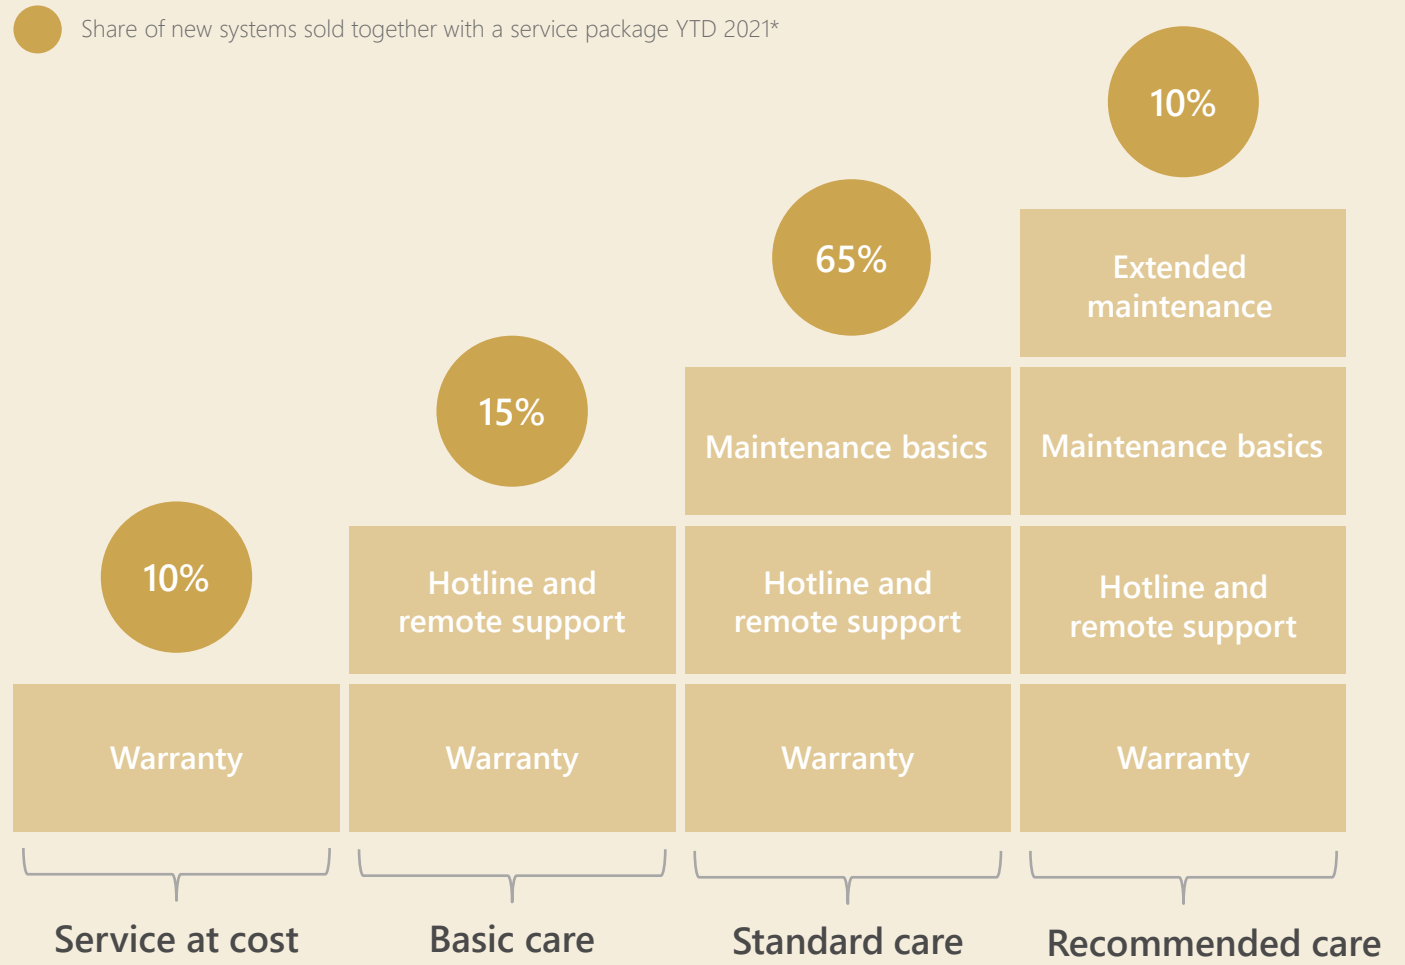 Share of new systems sold together with a service package YTD 2021*
10%
65%
Extended
maintenance
15%
Maintenance basics
Maintenance basics
10%
Hotline and
remote support
Hotline and
remote support
Hotline and
remote support
Warranty
Warranty
Warranty
Warranty
Service at cost
Basic care
Standard care
Recommended care